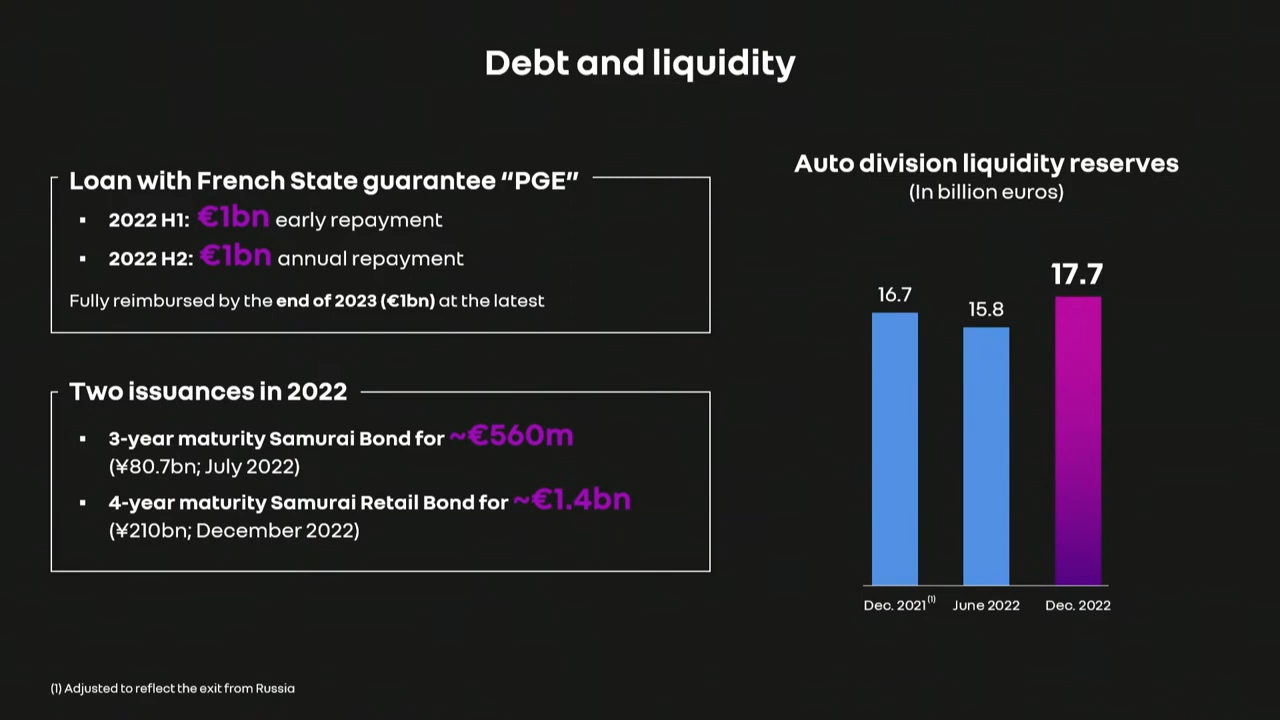 Debt and liquidity
Loan with French State guarantee “PGE”
▪ 2022 H1: €1bn early repayment
▪ 2022 H2: €1bn annual repayment
Fully reimbursed by the end of 2023 (€1bn) at the latest
Two issuances in 2022
▪ 3-year maturity Samurai Bond for ~€560m
(¥80.7bn; July 2022)
▪ 4-year maturity Samurai Retail Bond for ~€1.4bn
(¥210bn; December 2022)
Auto division liquidity reserves
(In billion euros)
16.7 15.8 17.7
Dec. 2021(1) June 2022 Dec. 2022
(1) Adjusted to reflect the exit from Russia